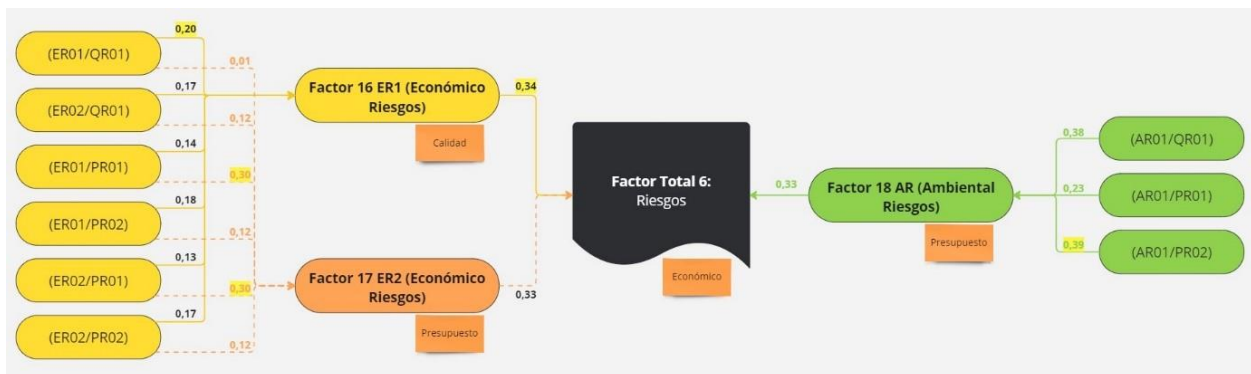 0,20
(ER01/QR01)
0,01
0,17
(ER02/QR01)
0,12
0,14
(ER01/PR01)
0,30
0,18
(ER01/PR02)
0,12
0,13
(ER02/PR01)
0,30
0,17
(ER02/PR02)
0,12
Factor 16 ER1 (Económico
Riesgos)
0,34
Calidad
Factor 17 ER2 (Económico
Riesgos)
0,33
Presupuesto
Factor Total 6:
Riesgos
Económico
0,33
Factor 18 AR (Ambiental
Riesgos)
Presupuesto
0,38
(AR01/QR01)
0,23
(AR01/PR01)
0,39
(AR01/PR02)